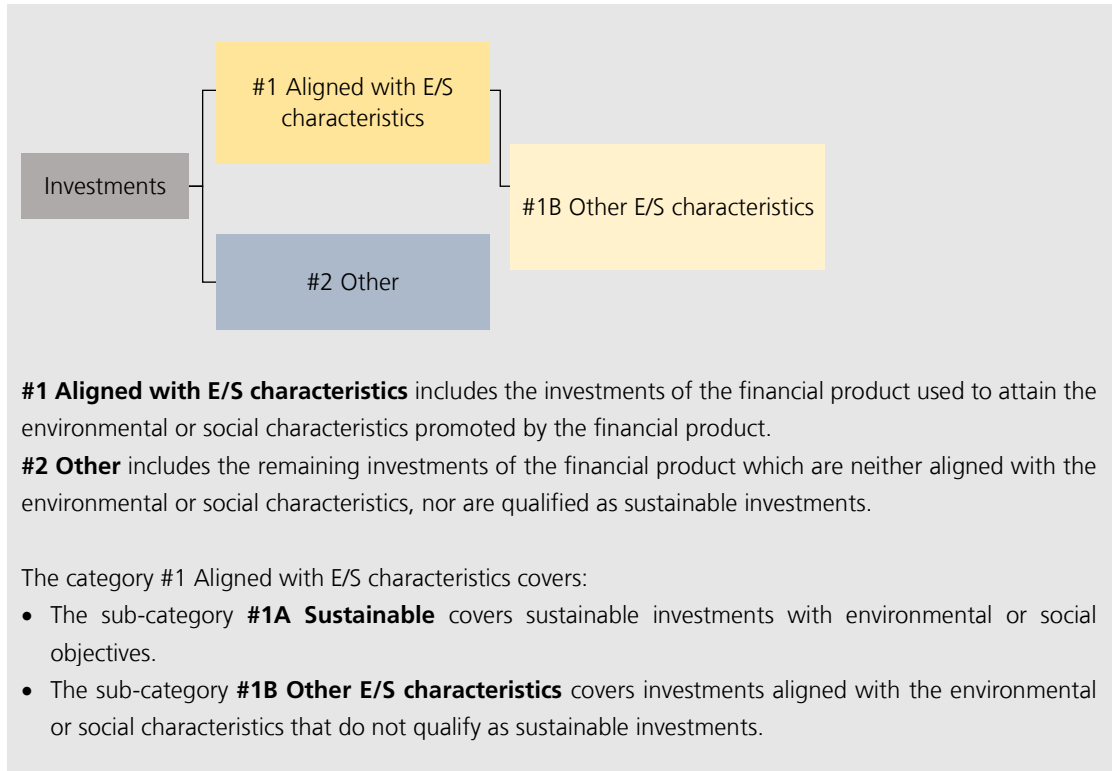 #1 Aligned with E/S
characteristics
Investments
#1B Other E/S characteristics
#2 Other
#1 Aligned with E/S characteristics includes the investments of the financial product used to attain the
environmental or social characteristics promoted by the financial product.
#2 Other includes the remaining investments of the financial product which are neither aligned with the
environmental or social characteristics, nor are qualified as sustainable investments.
The category #1 Aligned with E/S characteristics covers:
• The sub-category #1A Sustainable covers sustainable investments with environmental or social
objectives.
• The sub-category #1B Other E/S characteristics covers investments aligned with the environmental
or social characteristics that do not qualify as sustainable investments.